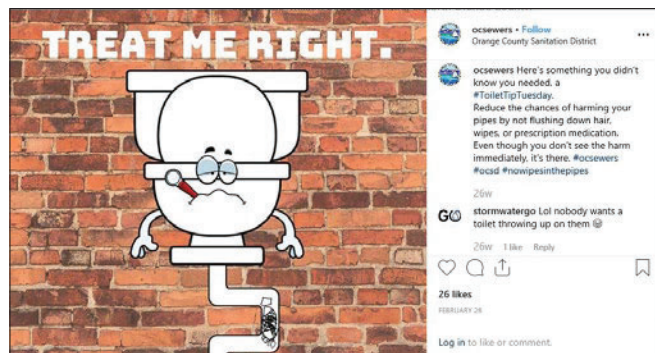 TREAT ME RIGHT.
ocsewers • Follow
Orange County Sanitation District
ocsewers Here's something you didn't
know you needed, a
#ToiletTipTuesday.
Reduce the chances of harming your
pipes by not flushing down hair,
wipes, or prescription medication.
Even though you don't see the harm
immediately, it's there. #ocsewers
#ocsd #nowipesinthepipes
26w
GO stormwatergo Lol nobody wants a
toilet throwing up on them 😆
26w 1 like Reply
26 likes
FEBRUARY 26
Log in to like or comment.